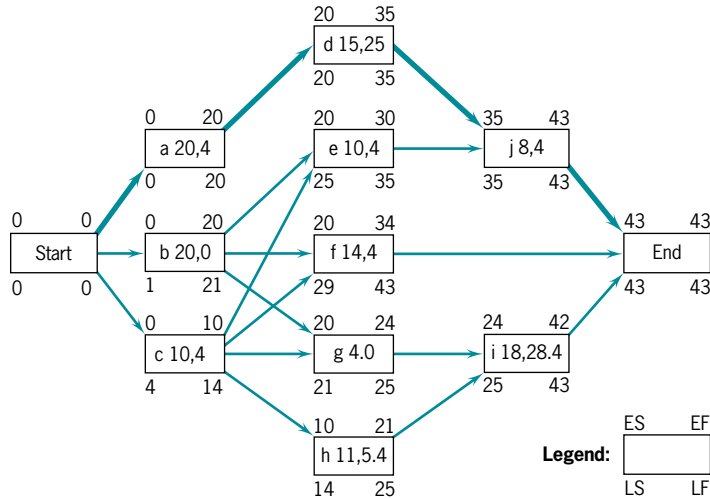 20 35
d 15,25
20 35
0 20
a 20,4
0 20
20 30
e 10,4
25 35
35 43
j 8,4
35 43
0 0
Start
0 0
0 20
b 20,0
1 21
20 34
f 14,4
29 43
43 43
End
43 43
0 10
c 10,4
4 14
20 24
g 4.0
21 25
24 42
i 18,28.4
25 43
10 21
h 11,5.4
14 25
Legend:
ES EF
LS LF